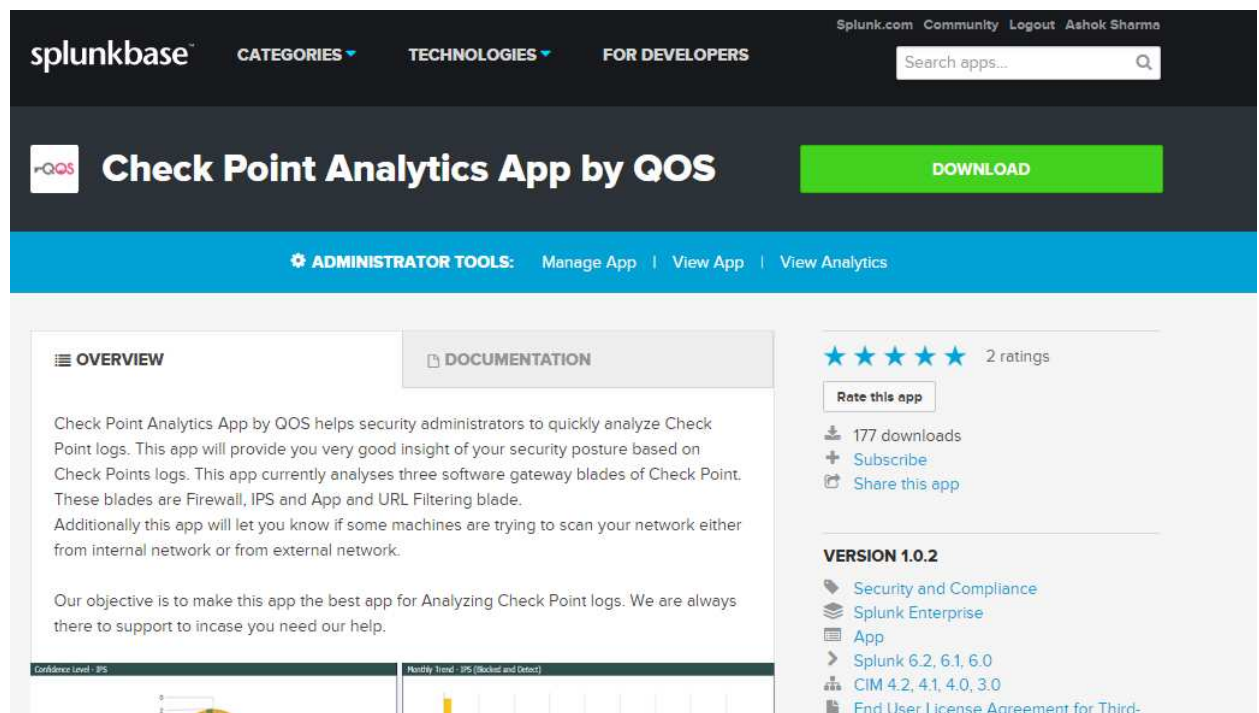 Splunk.com Community Logout Ashok Sharma
splunkbase CATEGORIES TECHNOLOGIES FOR DEVELOPERS
Search apps...
QOS Check Point Analytics App by QOS DOWNLOAD
ADMINISTRATOR TOOLS: Manage App | View App | View Analytics
OVERVIEW DOCUMENTATION
Check Point Analytics App by QOS helps security administrators to quickly analyze Check
Point logs. This app will provide you very good insight of your security posture based on
Check Points logs. This app currently analyses three software gateway blades of Check Point.
These blades are Firewall, IPS and App and URL Filtering blade.
Additionally this app will let you know if some machines are trying to scan your network either
from internal network or from external network.
Our objective is to make this app the best app for Analyzing Check Point logs. We are always
there to support to incase you need our help.
Confidence Level - IPS
Monthly Trend - IPS (Blocked and Detect)
2 ratings
Rate this app
177 downloads
Subscribe
Share this app
VERSION 1.0.2
Security and Compliance
Splunk Enterprise
App
Splunk 6.2, 6.1, 6.0
CIM 4.2, 4.1, 4.0, 3.0
End User License Agreement for Third-